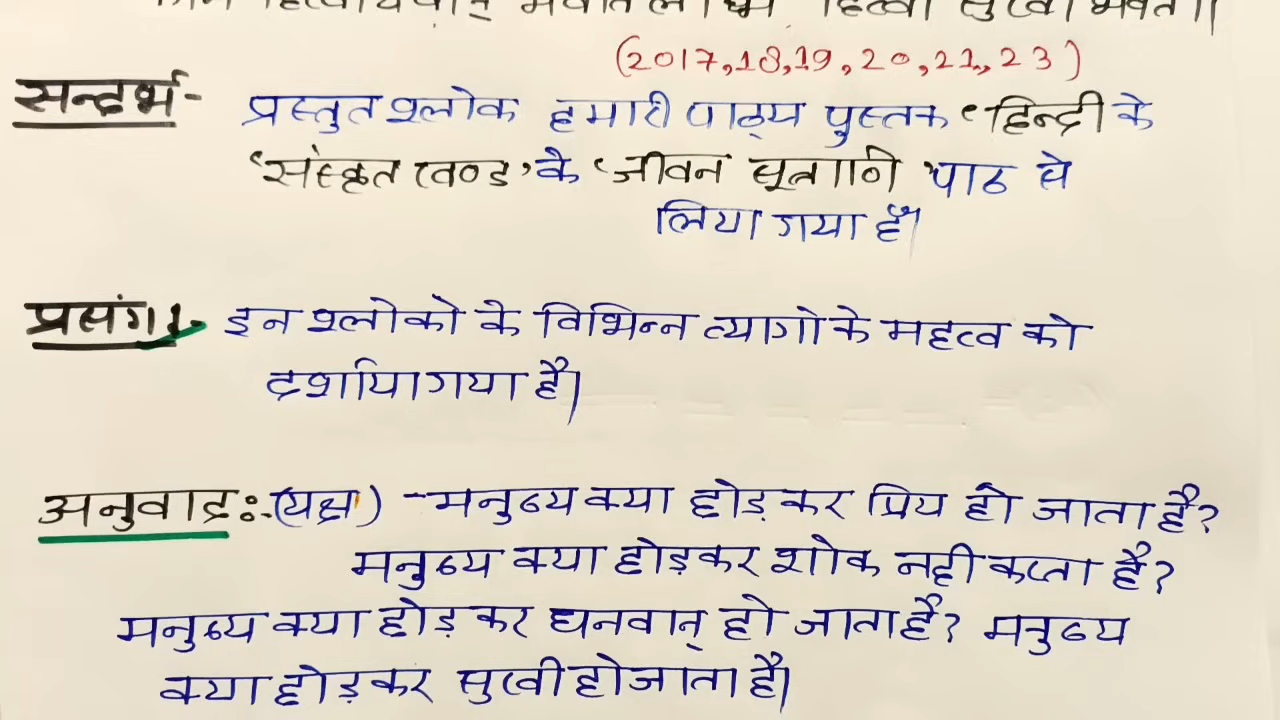 हित्वा सुखी भवेत॥
(2017,18,19,20,21,23)
सन्दर्भ- प्रस्तुत श्लोक हमारी पाठ्य पुस्तक 'हिन्दी के
'संस्कृत खण्ड' के 'जीवन सूत्राणि पाठ से
लिया गया है।
प्रसंग:- इन श्लोको के विभिन्न त्यागो के महत्व को
दर्शाया गया है।
अनुवाद:-(यक्ष) -मनुष्य क्या छोड़कर प्रिय हो जाता है?
मनुष्य क्या छोड़कर शोक नही करता है?
मनुष्य क्या छोड़ कर धनवान् हो जाता है? मनुष्य
क्या छोड़कर सुखी हो जाता है।